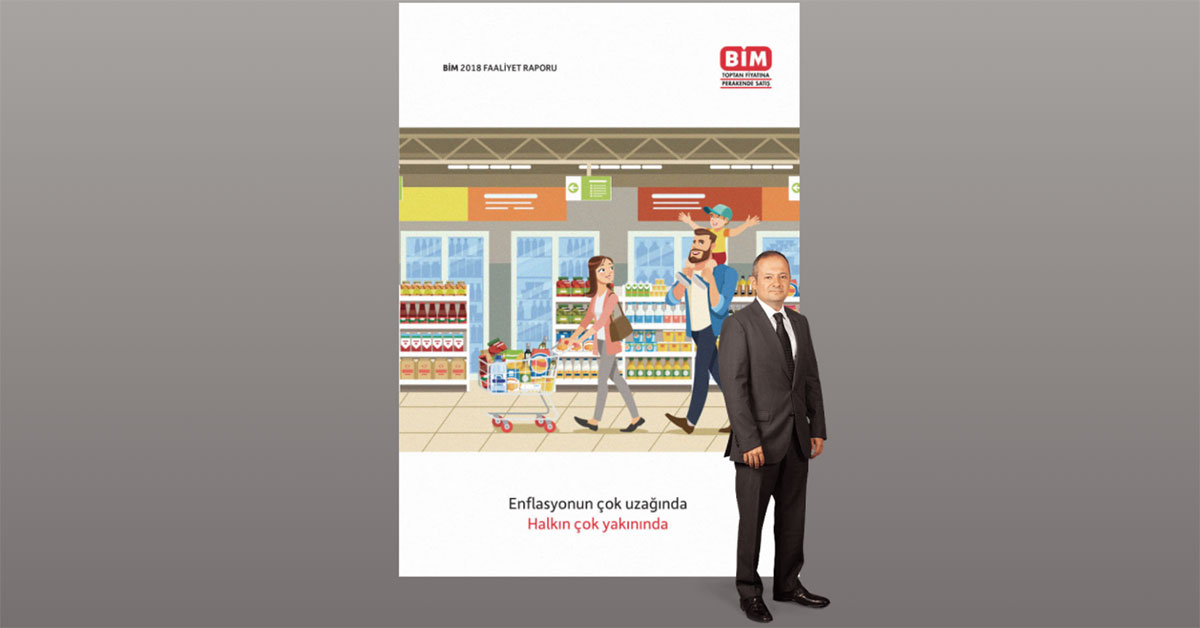 BİM 2018 FAALİYET RAPORU
BİM
TOPTAN FİYATINA
PERAKENDE SATIŞ
Enflasyonun çok uzağında
Halkın çok yakınında